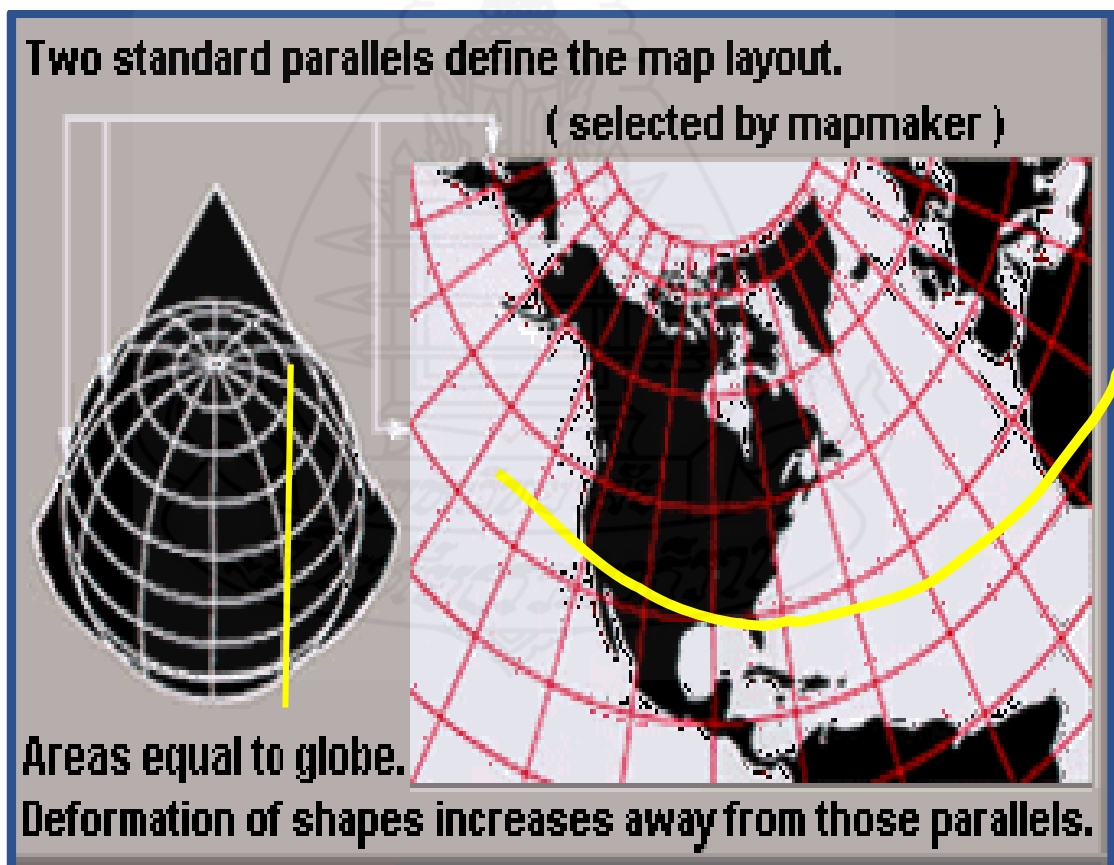 Two standard parallels define the map layout.
( selected by mapmaker )
Areas equal to globe.
Deformation of shapes increases away from those parallels.